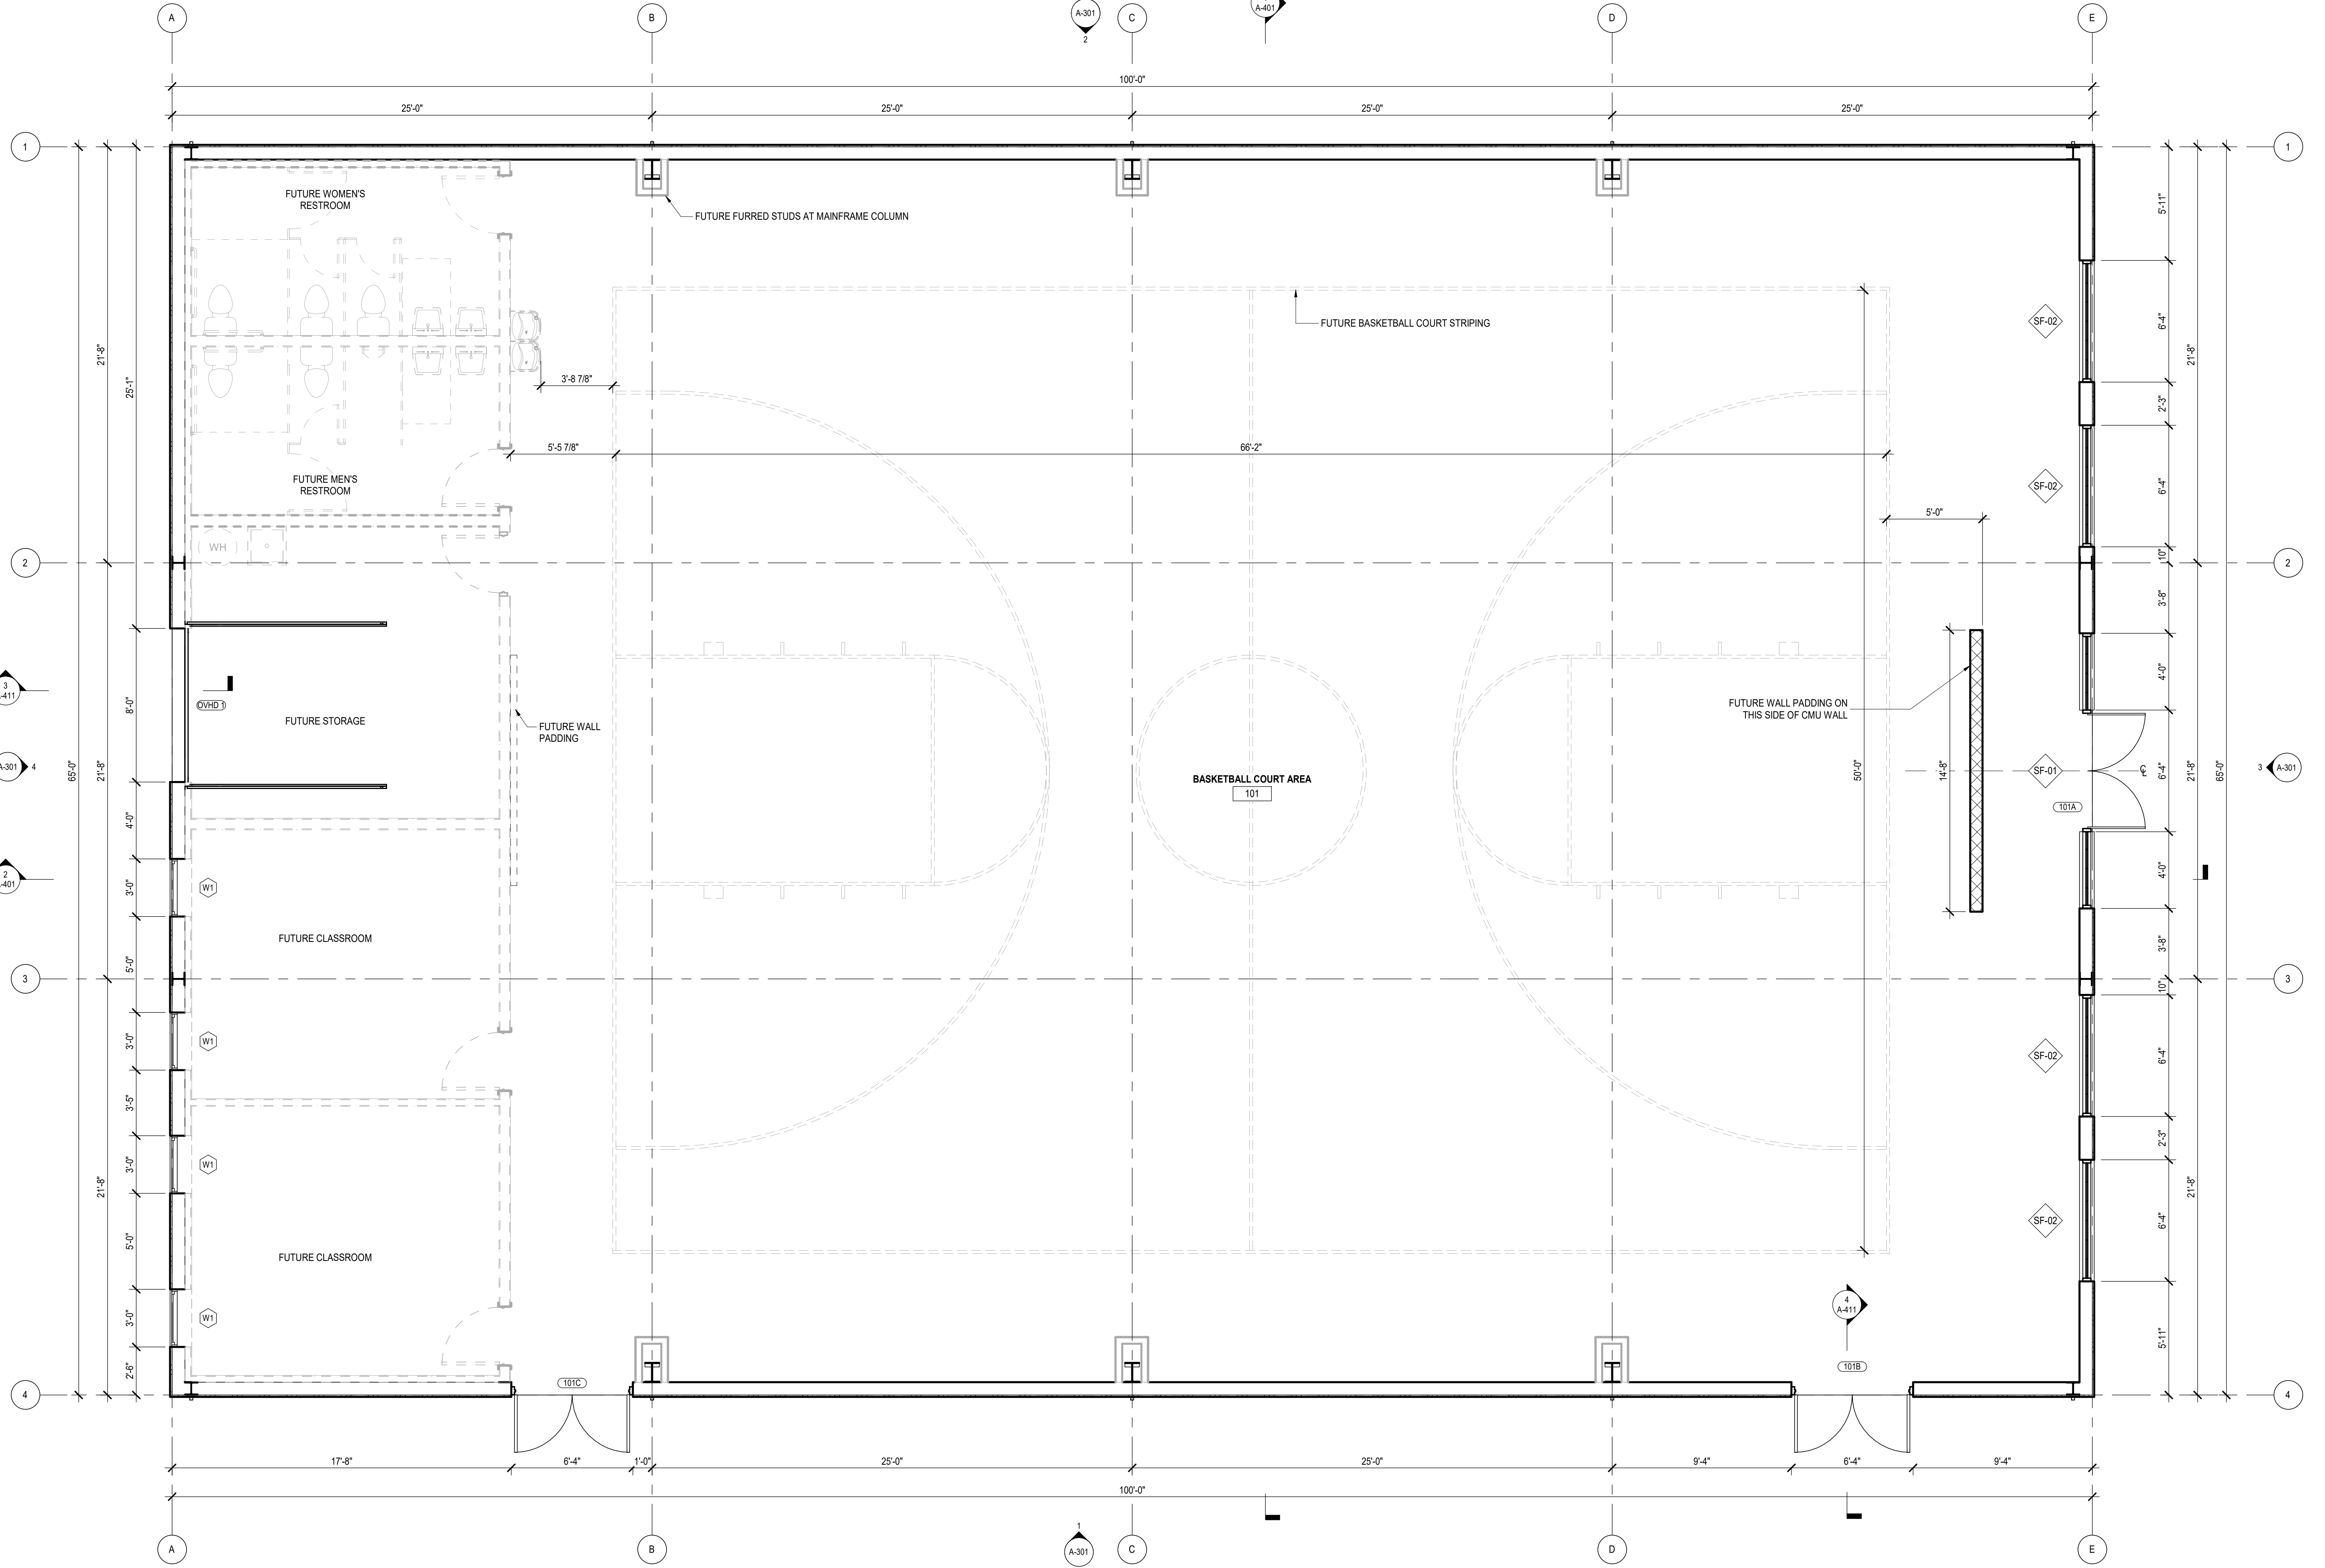 A-401
A
B
A-301
2
C
D
E
100'-0"
25'-0"
25'-0"
25'-0"
25'-0"
1
1
FUTURE WOMEN'S
RESTROOM
FUTURE FURRED STUDS AT MAINFRAME COLUMN
5'-11"
FUTURE BASKETBALL COURT STRIPING
SF-02
6'-4"
21'-8"
21'-8"
25'-1"
3'-8 7/8"
2'-3"
5'-5 7/8"
66'-2"
FUTURE MEN'S
RESTROOM
SF-02
6'-4"
5'-0"
WH
2
10"
2
3'-8"
4'-0"
3
A-411
OVHD 1
8'-0"
FUTURE STORAGE
FUTURE WALL
PADDING
FUTURE WALL PADDING ON
THIS SIDE OF CMU WALL
A-301
4
65'-0"
21'-8"
BASKETBALL COURT AREA
101
50'-0"
14'-8"
SF-01
CL
6'-4"
21'-8"
65'-0"
3
A-301
101A
4'-0"
2
A-401
3'-0"
W1
4'-0"
FUTURE CLASSROOM
5'-0"
3'-8"
3
10"
3
3'-0"
W1
SF-02
6'-4"
3'-5"
2'-3"
3'-0"
W1
21'-8"
21'-8"
5'-0"
FUTURE CLASSROOM
SF-02
6'-4"
3'-0"
W1
4
A-411
5'-11"
2'-6"
101C
101B
4
4
17'-8"
6'-4"
1'-0"
25'-0"
25'-0"
9'-4"
6'-4"
9'-4"
100'-0"
1
A-301
A
B
C
D
E